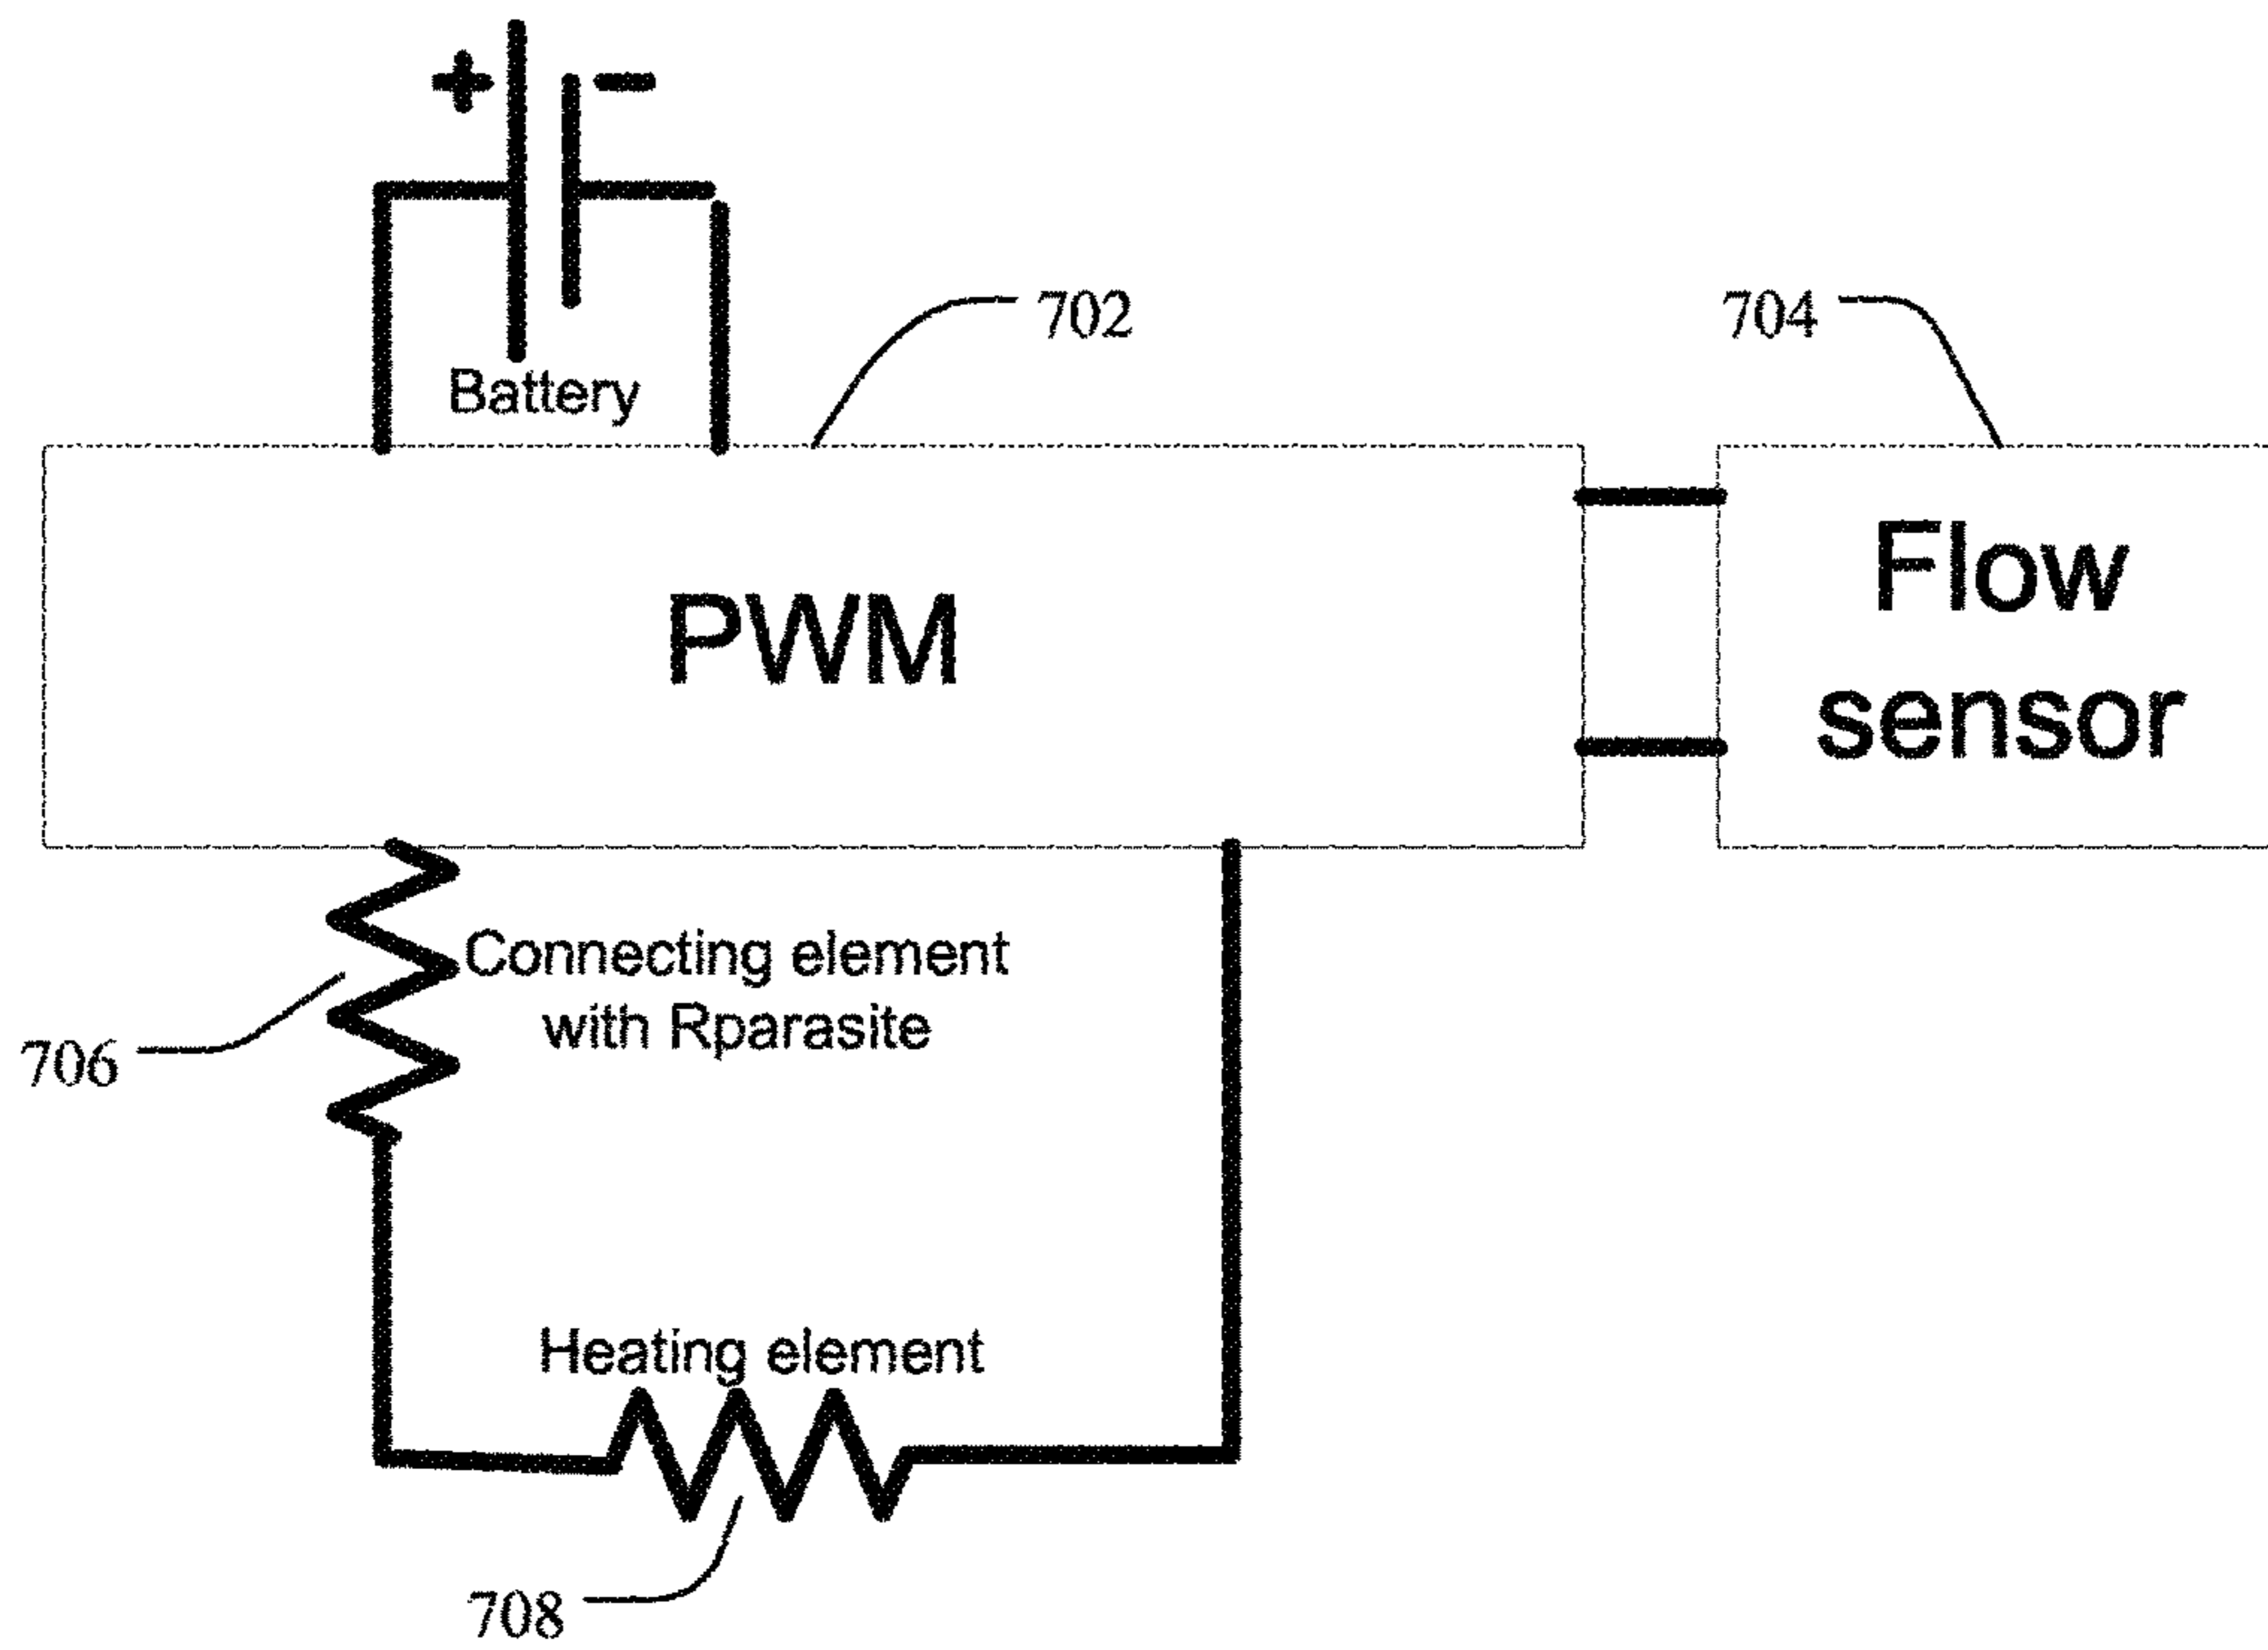 + -
702
704
Battery
PWM
Flow
sensor
Connecting element
with Rparasite
706
Heating element
708